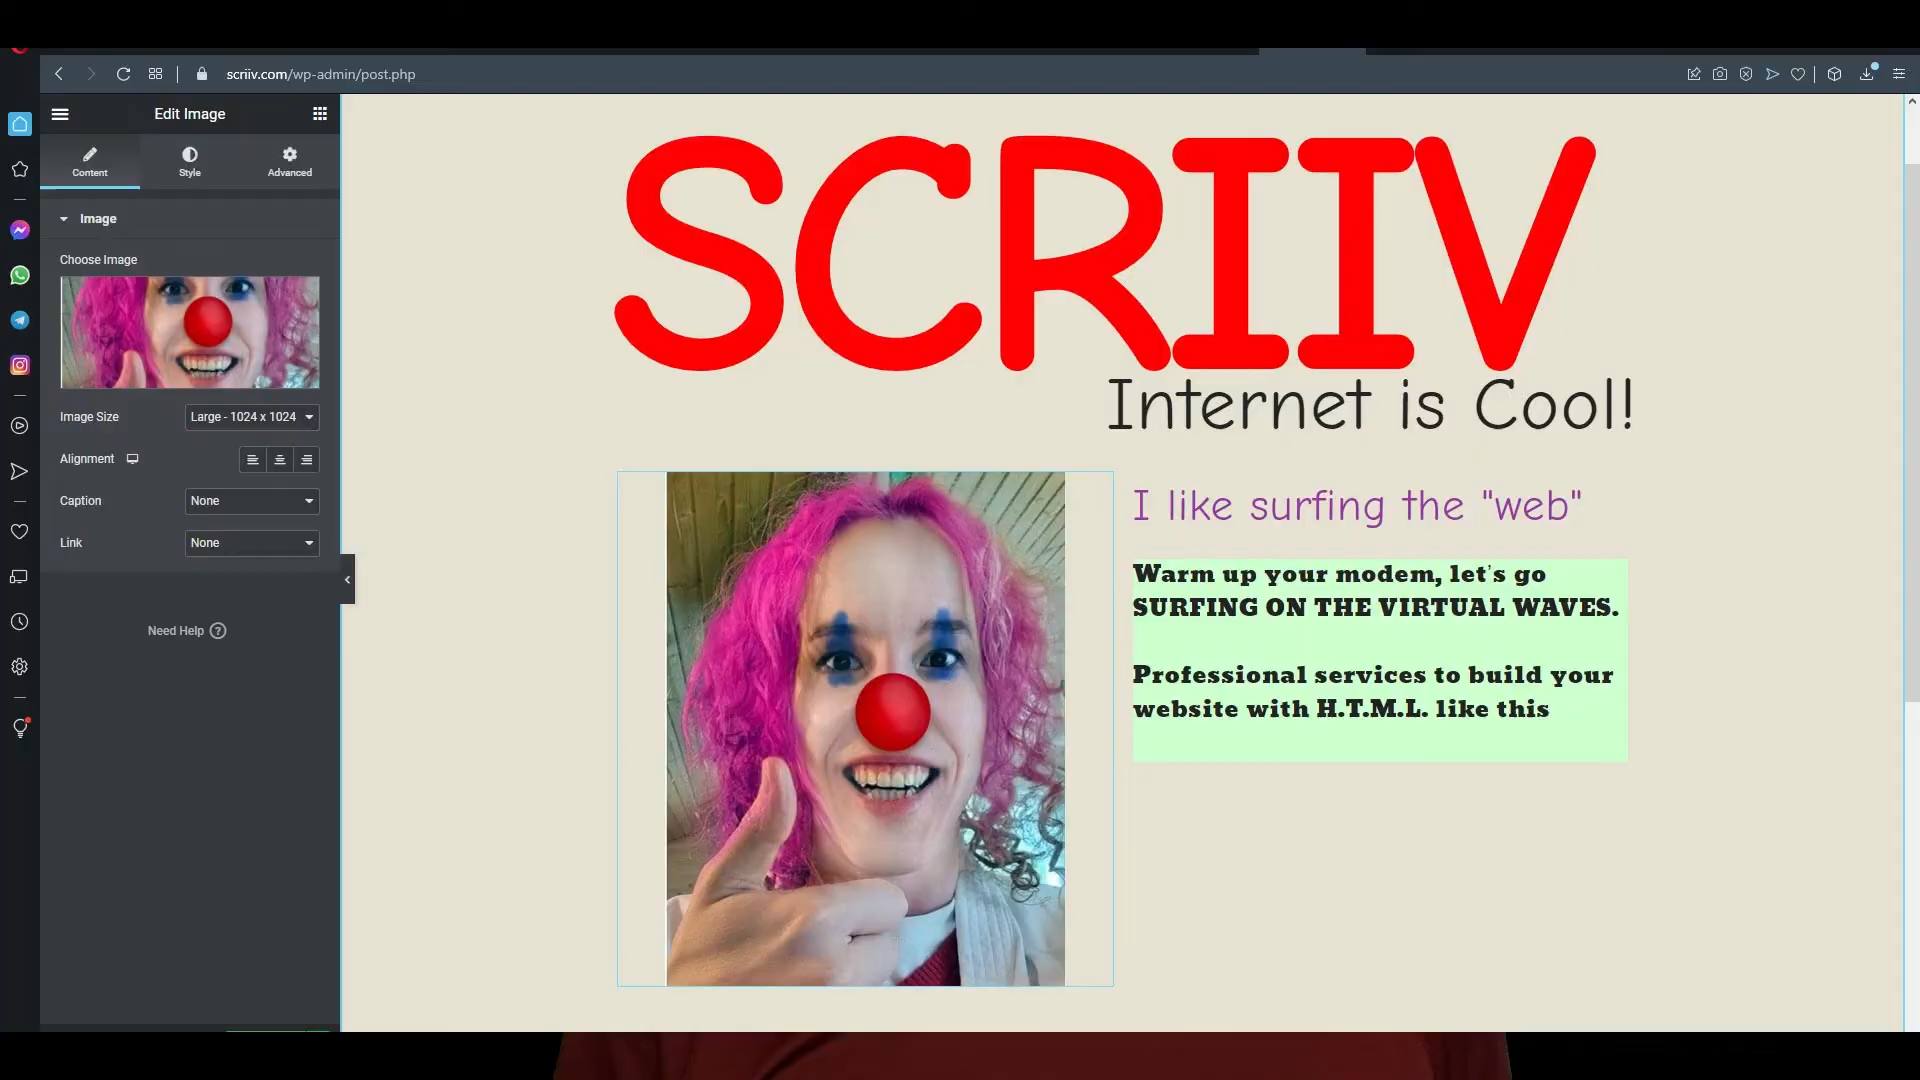 scriiv.com/wp-admin/post.php
Edit Image
Content
Style
Advanced
Image
Choose Image
Image Size
Large - 1024 x 1024
Alignment
Caption
None
Link
None
Need Help ?
SCRIIV
Internet is Cool!
I like surfing the "web"
Warm up your modem, let's go
SURFING ON THE VIRTUAL WAVES.
Professional services to build your
website with H.T.M.L. like this